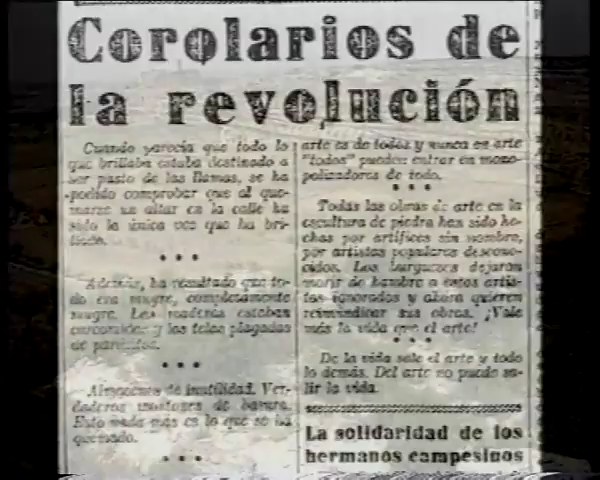 Corolarios de
la revolución
Cuando parecía que todo lo
que brillaba estaba destinado a
ser pasto de las llamas, se ha
podido comprobar que al que-
marse un altar en la calle ha
sido la única vez que ha bri-
llado.
* * *
Además, ha resultado que to-
do era mugre, completamente
mugre. Las maderas estaban
carcomidas y las telas plagadas
de parásitos.
* * *
Almacenes de inutilidad. Ver-
daderos montones de basura.
Esto nada más es lo que se ha
quemado.
* * *
arte es de todos y nunca en arte
"todos" pueden entrar en mono-
polizadores de todo.
* * *
Todas las obras de arte en la
escultura de piedra han sido he-
chas por artífices sin nombre,
por artistas populares descono-
cidos. Los burgueses dejaron
morir de hambre a estos artis-
tas ignorados y ahora quieren
reivindicar sus obras. ¡Vale
más la vida que el arte!
* * *
De la vida sale el arte y todo
lo demás. Del arte no puede sa-
lir la vida.
La solidaridad de los
hermanos campesinos